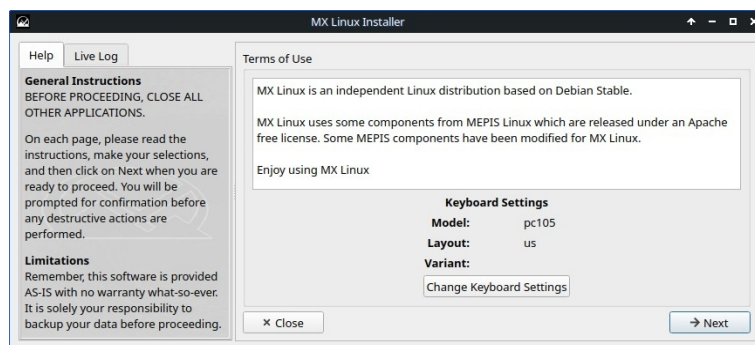 MX Linux Installer
Help
Live Log
General Instructions
BEFORE PROCEEDING, CLOSE ALL
OTHER APPLICATIONS.
On each page, please read the
instructions, make your selections,
and then click on Next when you are
ready to proceed. You will be
prompted for confirmation before
any destructive actions are
performed.
Limitations
Remember, this software is provided
AS-IS with no warranty what-so-ever.
It is solely your responsibility to
backup your data before proceeding.
Terms of Use
MX Linux is an independent Linux distribution based on Debian Stable.
MX Linux uses some components from MEPIS Linux which are released under an Apache
free license. Some MEPIS components have been modified for MX Linux.
Enjoy using MX Linux
Keyboard Settings
Model: pc105
Layout: us
Variant:
Change Keyboard Settings
Close
Next